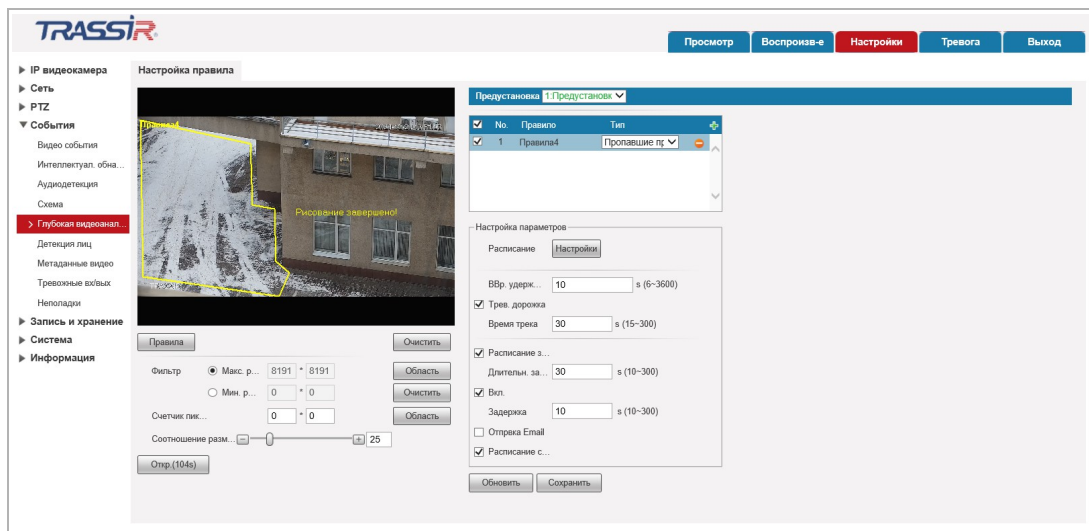 TRASSIR
Просмотр Воспроизв-е Настройки Тревога Выход
IP видеокамера
Сеть
PTZ
События
Видео события
Интеллектуал. обна...
Аудиодетекция
Схема
Глубокая видеоанал...
Детекция лиц
Метаданные видео
Тревожные вх/вых
Неполадки
Запись и хранение
Система
Информация
Настройка правила
Правила4
Рисование завершено!
Правила Очистить
Фильтр Макс. р... 8191 * 8191 Область
Мин. р... 0 * 0 Очистить
Счетчик пик... 0 * 0 Область
Соотношение разм... 25
Откр.(104s)
Предустановка 1:Предустановк
No. Правило Тип
1 Правила4 Пропавшие пр
Настройка параметров
Расписание Настройки
ВВр. удерж... 10 s (6~3600)
Трев. дорожка
Время трека 30 s (15~300)
Расписание з...
Длительн. за... 30 s (10~300)
Вкл.
Задержка 10 s (10~300)
Отпрвка Email
Расписание с...
Обновить Сохранить